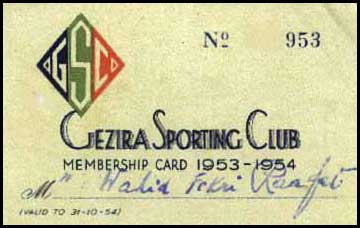 GSC
Nº 953
GEZIRA SPORTING CLUB
MEMBERSHIP CARD 1953-1954
Mr. Walid Fekri Raafat
(VALID TO 31-10-54)